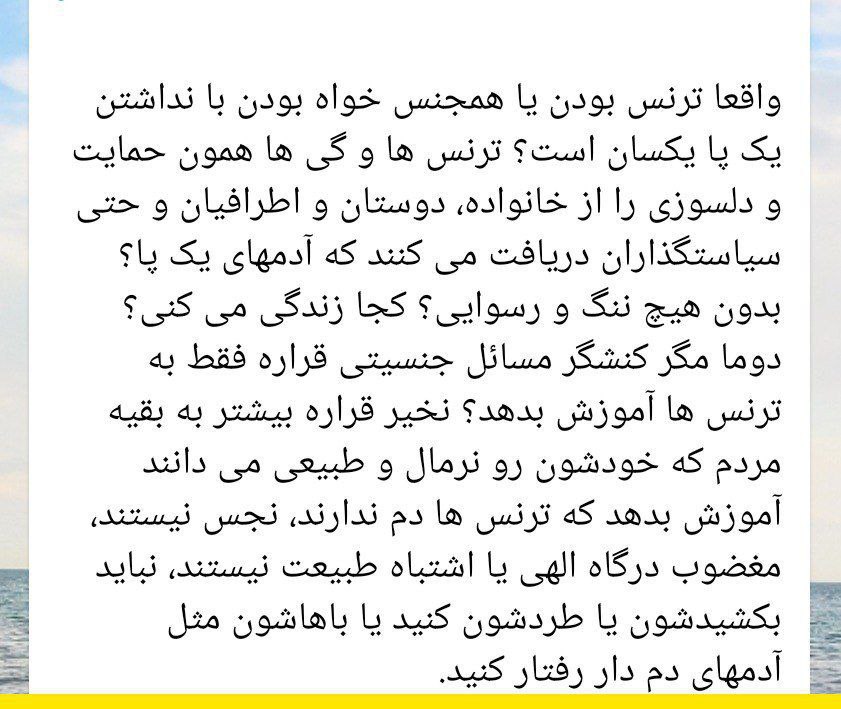 واقعا ترنس بودن یا همجنس خواه بودن با نداشتن
یک پا یکسان است؟ ترنس ها و گی ها همون حمایت
و دلسوزی را از خانواده، دوستان و اطرافیان و حتی
سیاستگذاران دریافت می کنند که آدمهای یک پا؟
بدون هیچ ننگ و رسوایی؟ کجا زندگی می کنی؟
دوما مگر کنشگر مسائل جنسیتی قراره فقط به
ترنس ها آموزش بدهد؟ نخیر قراره بیشتر به بقیه
مردم که خودشون رو نرمال و طبیعی می دانند
آموزش بدهد که ترنس ها دم ندارند، نجس نیستند،
مغضوب درگاه الهی یا اشتباه طبیعت نیستند، نباید
بکشیدشون یا طردشون کنید یا باهاشون مثل
آدمهای دم دار رفتار کنید.